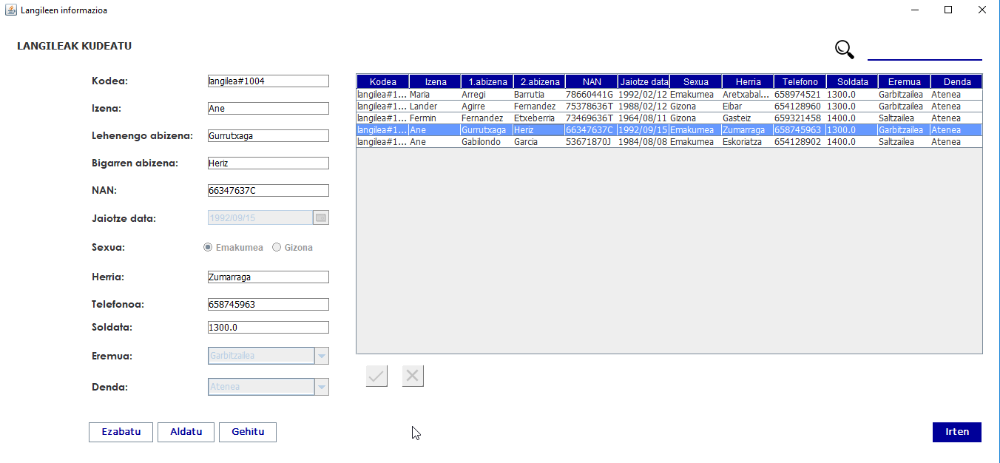 Langileen informazioa
LANGILEAK KUDEATU
Kodea: langilea#1004
Izena: Ane
Lehenengo abizena: Gurrutxaga
Bigarren abizena: Heriz
NAN: 66347637C
Jaiotze data: 1992/09/15
Sexua: Emakumea Gizona
Herria: Zumarraga
Telefonoa: 658745963
Soldata: 1300.0
Eremua: Garbitzailea
Denda: Atenea
Ezabatu Aldatu Gehitu
Kodea Izena 1.abizena 2.abizena NAN Jaiotze data Sexua Herria Telefono Soldata Eremua Denda
langilea#1... Maria Arregi Barrutia 78660441G 1992/02/12 Emakumea Aretxabal... 658974521 1300.0 Garbitzailea Atenea
langilea#1... Lander Agirre Fernandez 75378636T 1988/02/12 Gizona Eibar 654128960 1300.0 Garbitzailea Atenea
langilea#1... Fermin Fernandez Etxeberria 73469636T 1964/08/11 Gizona Gasteiz 659321458 1400.0 Saltzailea Atenea
langilea#1... Ane Gurrutxaga Heriz 66347637C 1992/09/15 Emakumea Zumarraga 658745963 1300.0 Garbitzailea Atenea
langilea#1... Ane Gabilondo Garcia 53671870J 1984/08/08 Emakumea Eskoriatza 654128902 1400.0 Saltzailea Atenea
Irten